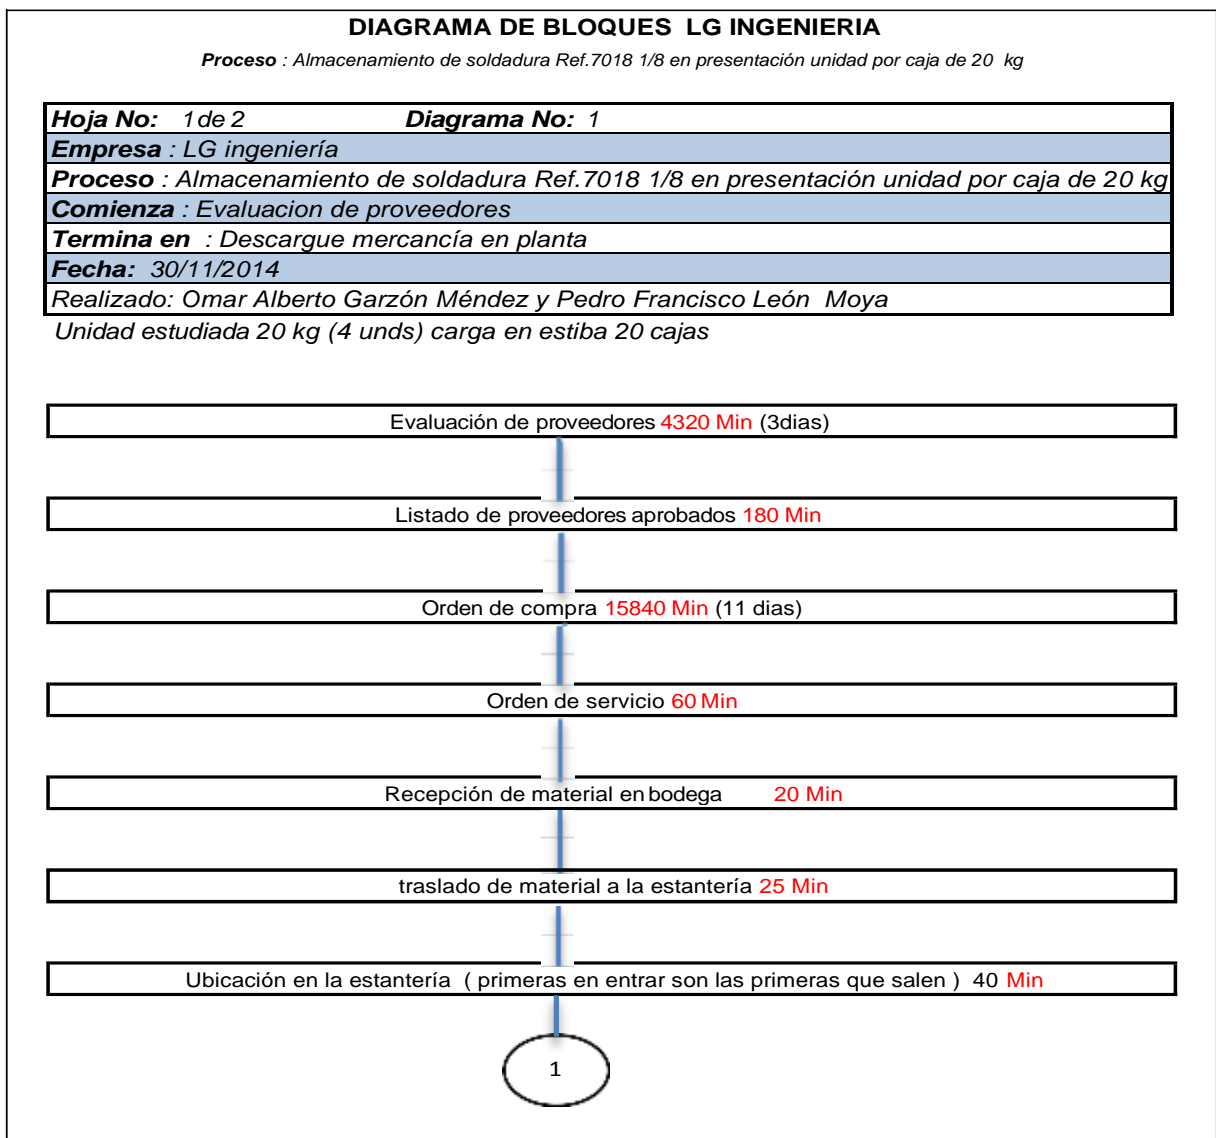 DIAGRAMA DE BLOQUES LG INGENIERIA
Proceso : Almacenamiento de soldadura Ref.7018 1/8 en presentación unidad por caja de 20 kg
Hoja No: 1 de 2 Diagrama No: 1
Empresa : LG ingeniería
Proceso : Almacenamiento de soldadura Ref.7018 1/8 en presentación unidad por caja de 20 kg
Comienza : Evaluacion de proveedores
Termina en : Descargue mercancía en planta
Fecha: 30/11/2014
Realizado: Omar Alberto Garzón Méndez y Pedro Francisco León Moya
Unidad estudiada 20 kg (4 unds) carga en estiba 20 cajas
Evaluación de proveedores 4320 Min (3dias)
Listado de proveedores aprobados 180 Min
Orden de compra 15840 Min (11 dias)
Orden de servicio 60 Min
Recepción de material en bodega 20 Min
traslado de material a la estantería 25 Min
Ubicación en la estantería ( primeras en entrar son las primeras que salen ) 40 Min
1